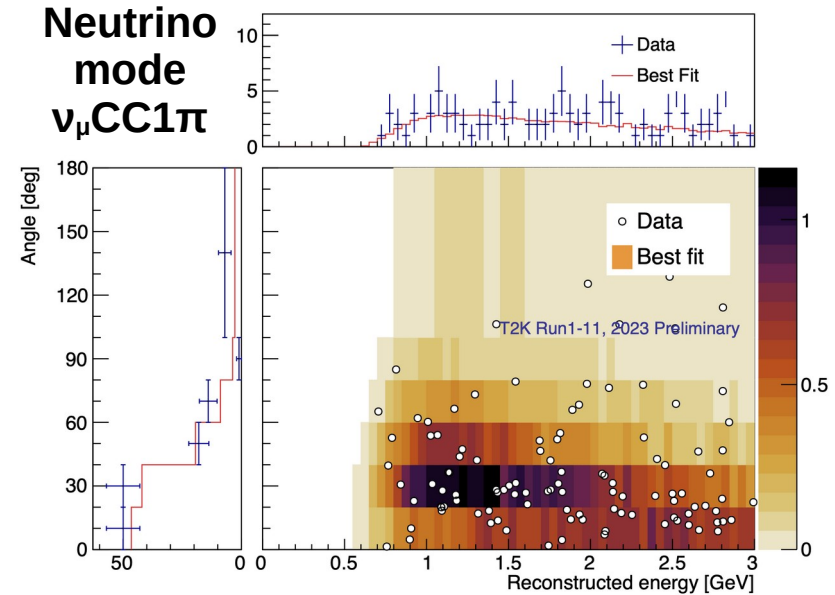 Neutrino
mode
νμCC1π
10
5
0
Data
Best Fit
Angle [deg]
180
150
120
90
60
30
0
50
0
Data
Best fit
T2K Run1-11, 2023 Preliminary
1
0.5
0
0
0.5
1
1.5
2
2.5
3
Reconstructed energy [GeV]